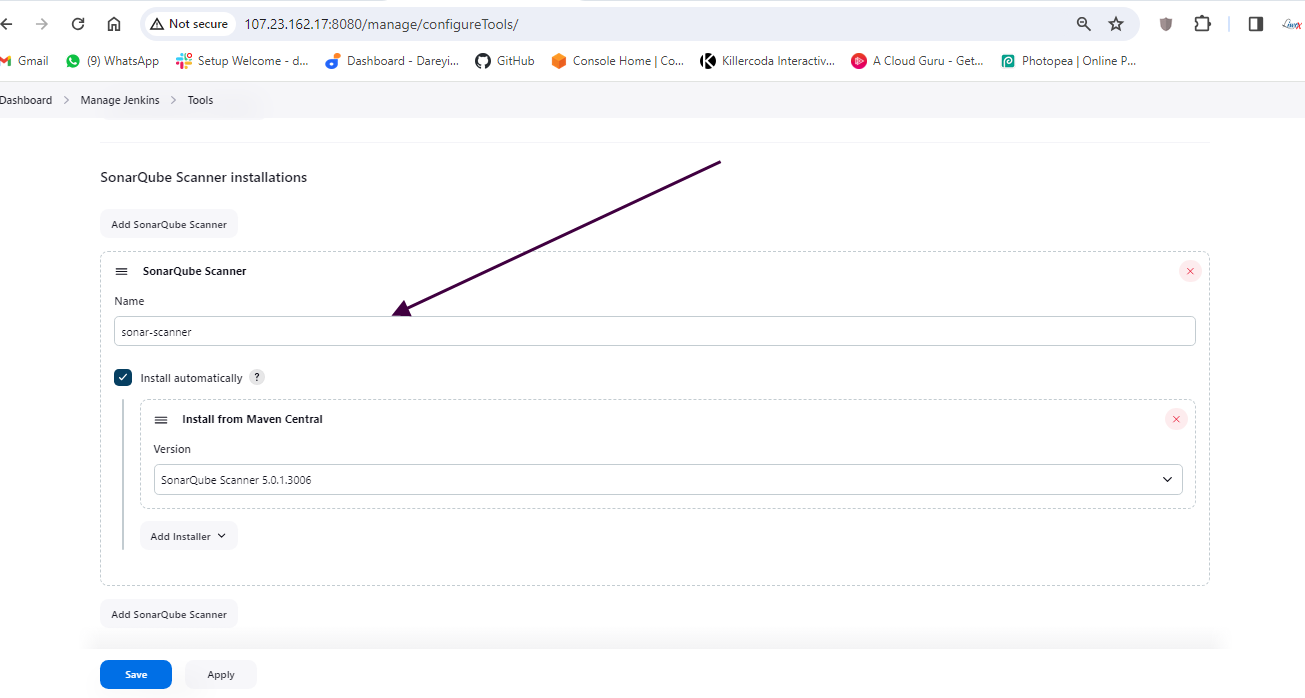 Not secure 107.23.162.17:8080/manage/configureTools/
Gmail (9) WhatsApp Setup Welcome - d... Dashboard - Dareyi... GitHub Console Home | Co... Killercoda Interactiv... A Cloud Guru - Get... Photopea | Online P...
Dashboard > Manage Jenkins > Tools
SonarQube Scanner installations
Add SonarQube Scanner
SonarQube Scanner
Name
sonar-scanner
Install automatically ?
Install from Maven Central
Version
SonarQube Scanner 5.0.1.3006
Add Installer
Add SonarQube Scanner
Save Apply